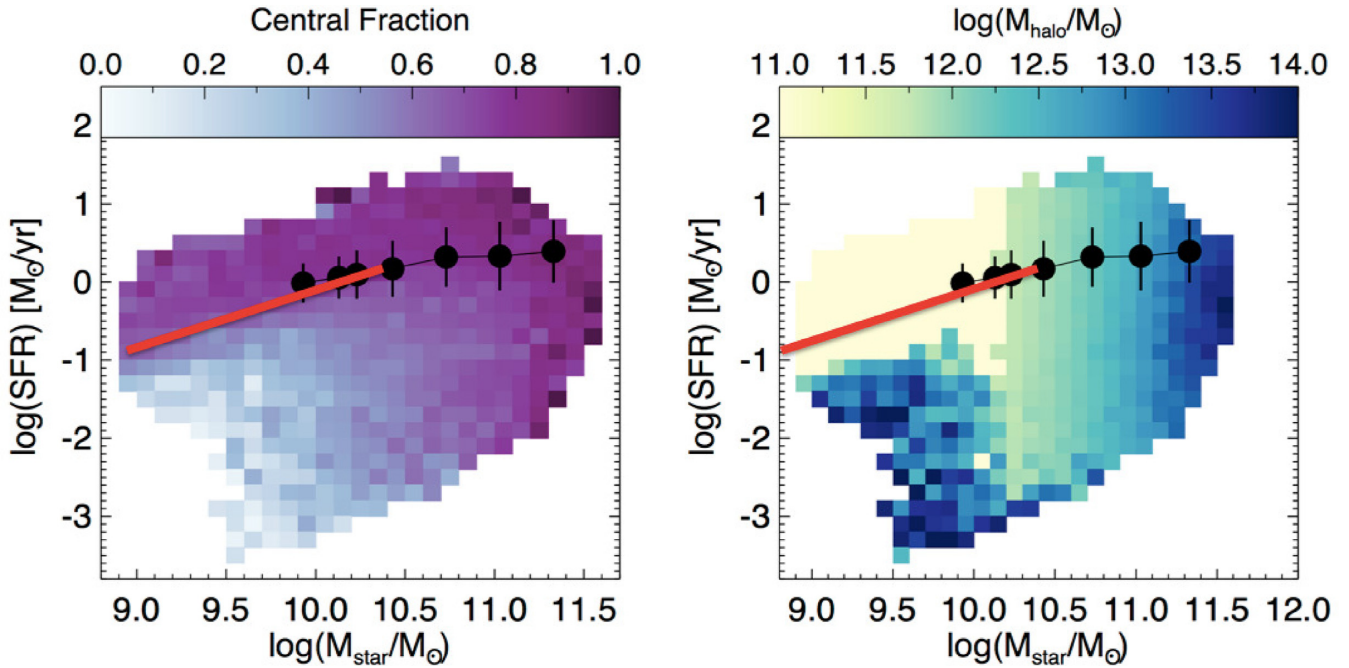 Central Fraction
0.0 0.2 0.4 0.6 0.8 1.0
2
1
0
-1
-2
-3
log(SFR) [M⊙/yr]
9.0 9.5 10.0 10.5 11.0 11.5
log(Mstar/M⊙)
log(Mhalo/M⊙)
11.0 11.5 12.0 12.5 13.0 13.5 14.0
2
1
0
-1
-2
-3
log(SFR) [M⊙/yr]
9.0 9.5 10.0 10.5 11.0 11.5 12.0
log(Mstar/M⊙)